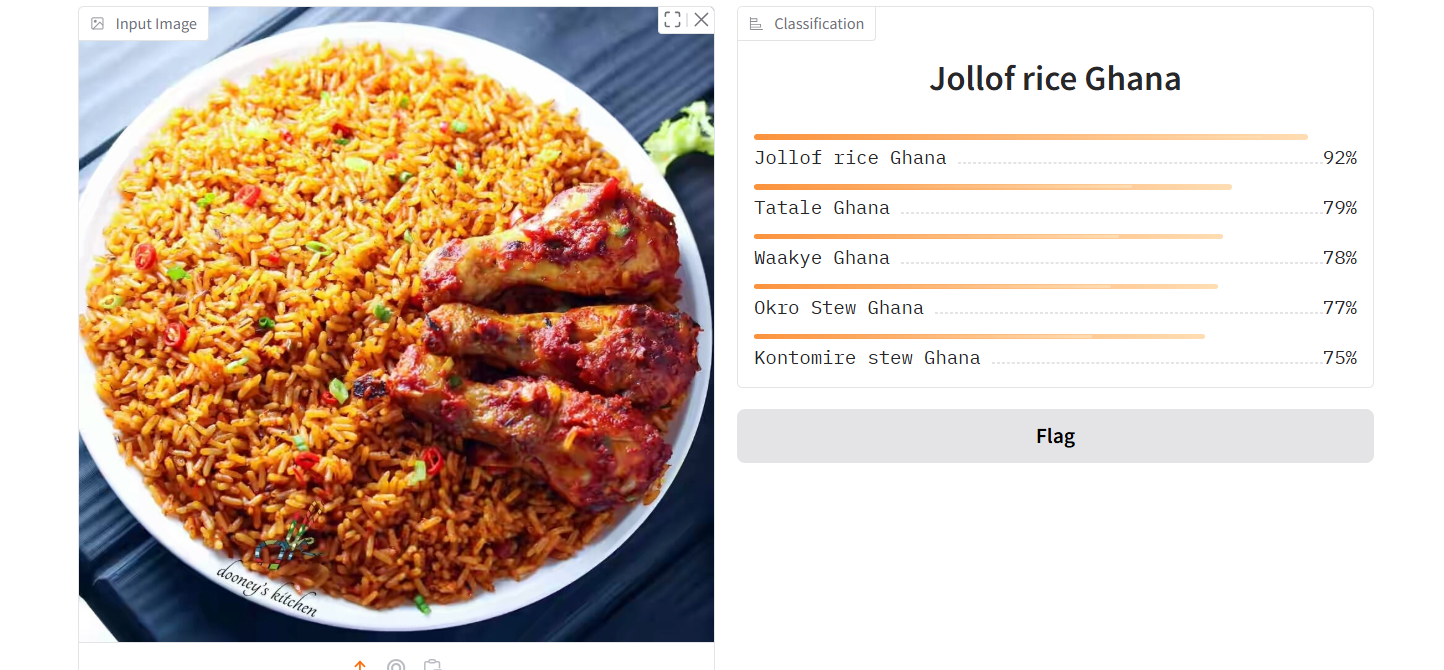 Input Image
dooney's kitchen
Classification
Jollof rice Ghana
Jollof rice Ghana 92%
Tatale Ghana 79%
Waakye Ghana 78%
Okro Stew Ghana 77%
Kontomire stew Ghana 75%
Flag